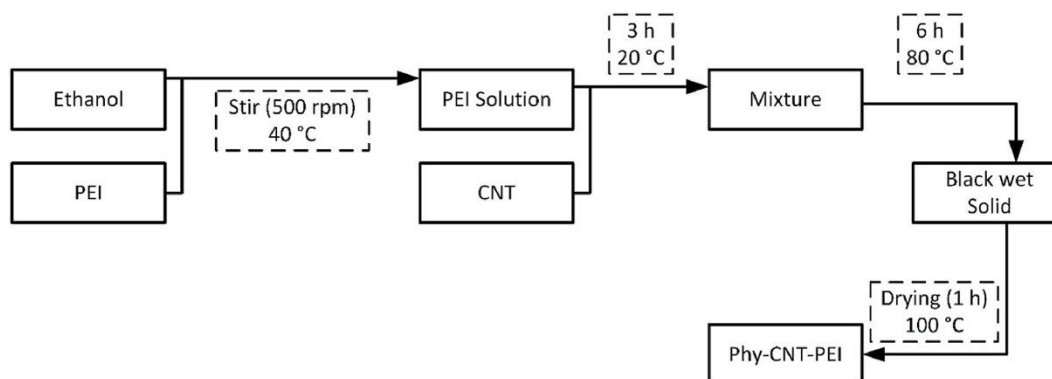 Ethanol
PEI
Stir (500 rpm)
40 °C
PEI Solution
CNT
3 h
20 °C
Mixture
6 h
80 °C
Black wet
Solid
Drying (1 h)
100 °C
Phy-CNT-PEI